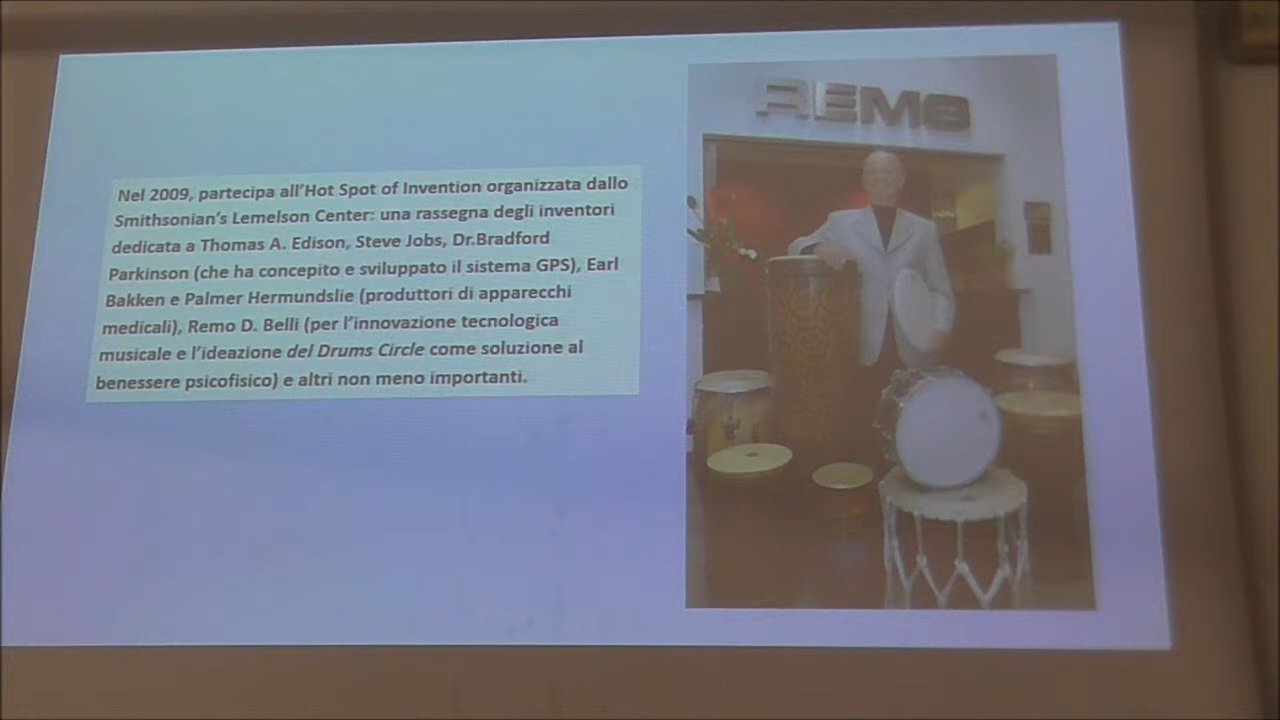 REMO
Nel 2009, partecipa all'Hot Spot of Invention organizzata dallo
Smithsonian's Lemelson Center: una rassegna degli inventori
dedicata a Thomas A. Edison, Steve Jobs, Dr.Bradford
Parkinson (che ha concepito e sviluppato il sistema GPS), Earl
Bakken e Palmer Hermundslie (produttori di apparecchi
medicali), Remo D. Belli (per l'innovazione tecnologica
musicale e l'ideazione del Drums Circle come soluzione al
benessere psicofisico) e altri non meno importanti.